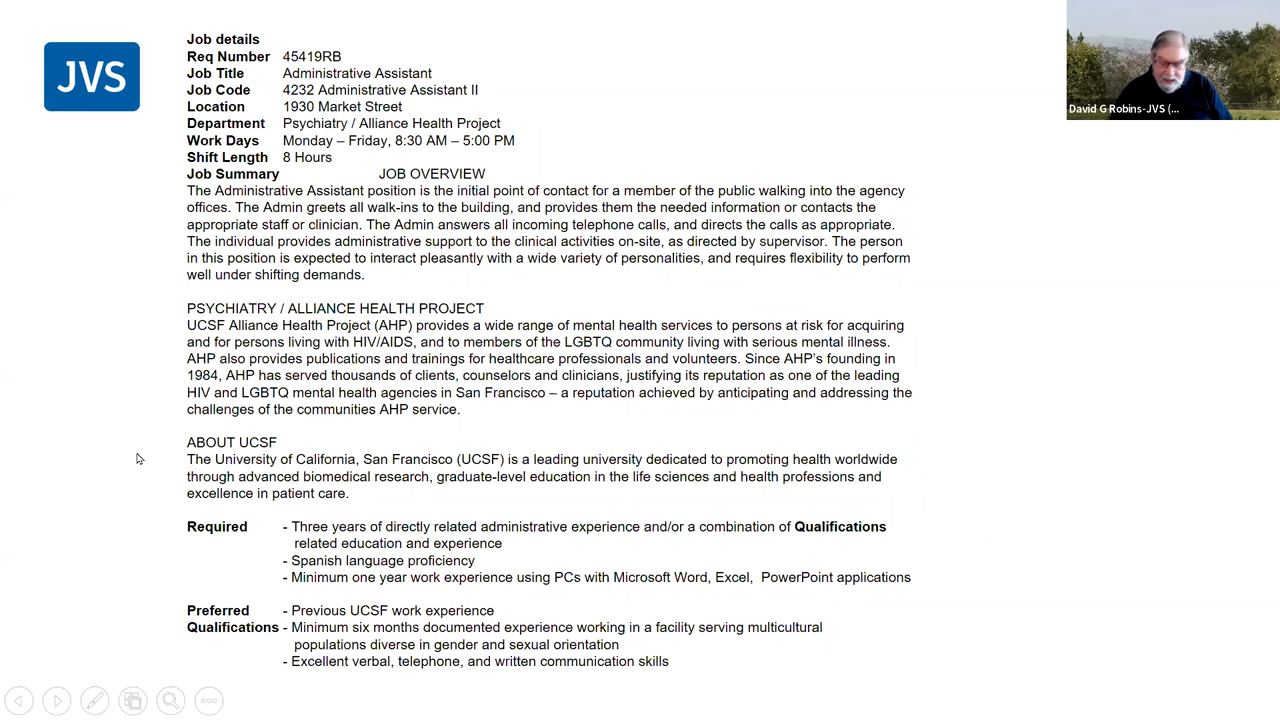 JVS
Job details
Req Number 45419RB
Job Title Administrative Assistant
Job Code 4232 Administrative Assistant II
Location 1930 Market Street
Department Psychiatry / Alliance Health Project
Work Days Monday – Friday, 8:30 AM – 5:00 PM
Shift Length 8 Hours
Job Summary JOB OVERVIEW
The Administrative Assistant position is the initial point of contact for a member of the public walking into the agency
offices. The Admin greets all walk-ins to the building, and provides them the needed information or contacts the
appropriate staff or clinician. The Admin answers all incoming telephone calls, and directs the calls as appropriate.
The individual provides administrative support to the clinical activities on-site, as directed by supervisor. The person
in this position is expected to interact pleasantly with a wide variety of personalities, and requires flexibility to perform
well under shifting demands.
PSYCHIATRY / ALLIANCE HEALTH PROJECT
UCSF Alliance Health Project (AHP) provides a wide range of mental health services to persons at risk for acquiring
and for persons living with HIV/AIDS, and to members of the LGBTQ community living with serious mental illness.
AHP also provides publications and trainings for healthcare professionals and volunteers. Since AHP's founding in
1984, AHP has served thousands of clients, counselors and clinicians, justifying its reputation as one of the leading
HIV and LGBTQ mental health agencies in San Francisco – a reputation achieved by anticipating and addressing the
challenges of the communities AHP service.
ABOUT UCSF
The University of California, San Francisco (UCSF) is a leading university dedicated to promoting health worldwide
through advanced biomedical research, graduate-level education in the life sciences and health professions and
excellence in patient care.
Required - Three years of directly related administrative experience and/or a combination of Qualifications
related education and experience
- Spanish language proficiency
- Minimum one year work experience using PCs with Microsoft Word, Excel, PowerPoint applications
Preferred - Previous UCSF work experience
Qualifications - Minimum six months documented experience working in a facility serving multicultural
populations diverse in gender and sexual orientation
- Excellent verbal, telephone, and written communication skills
David G Robins-JVS (...